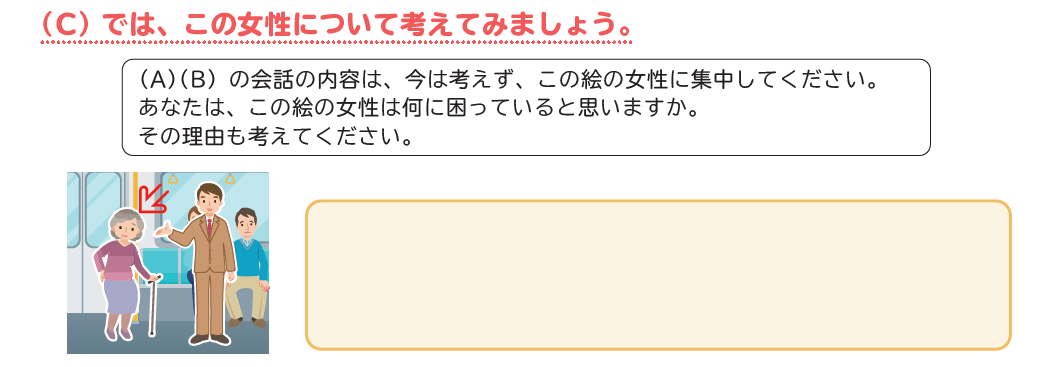 (C) では、この女性について考えてみましょう。
(A)(B) の会話の内容は、今は考えず、この絵の女性に集中してください。
あなたは、この絵の女性は何に困っていると思いますか。
その理由も考えてください。